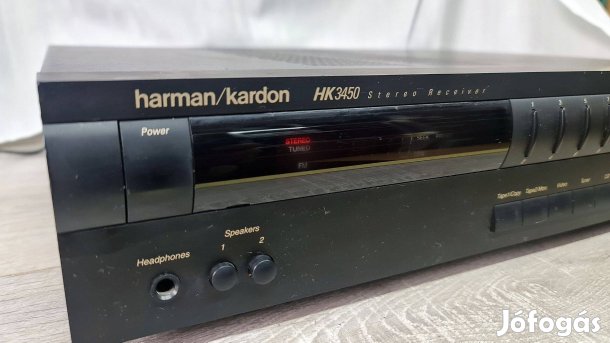 harman/kardon HK3450 Stereo Receiver
Power
STEREO
TUNED
FM
Speakers
1 2
Headphones
Tape1/Copy Tape2/Mon Video Tuner
Jófogás